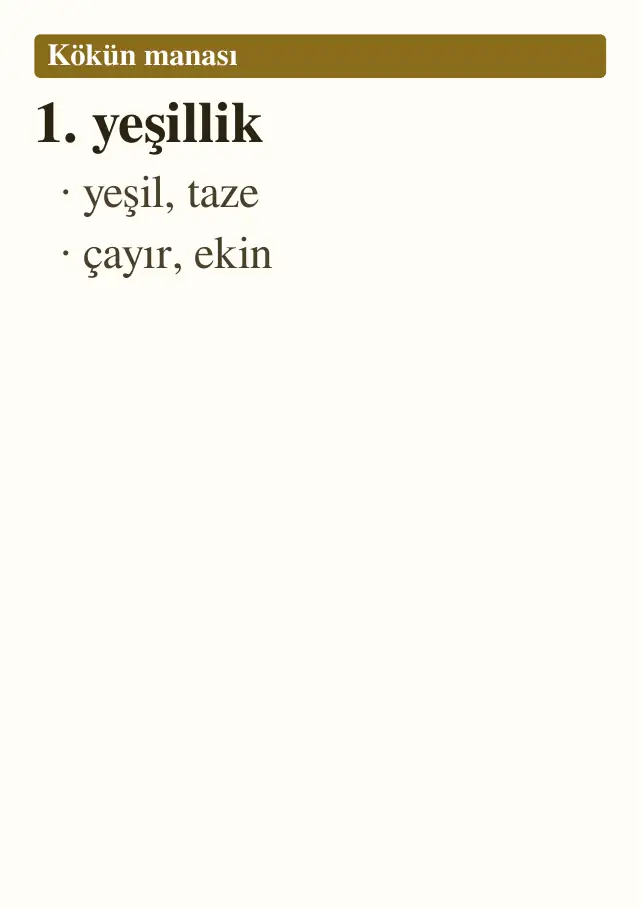 Kökün manası
1. yeşillik
· yeşil, taze
· çayır, ekin